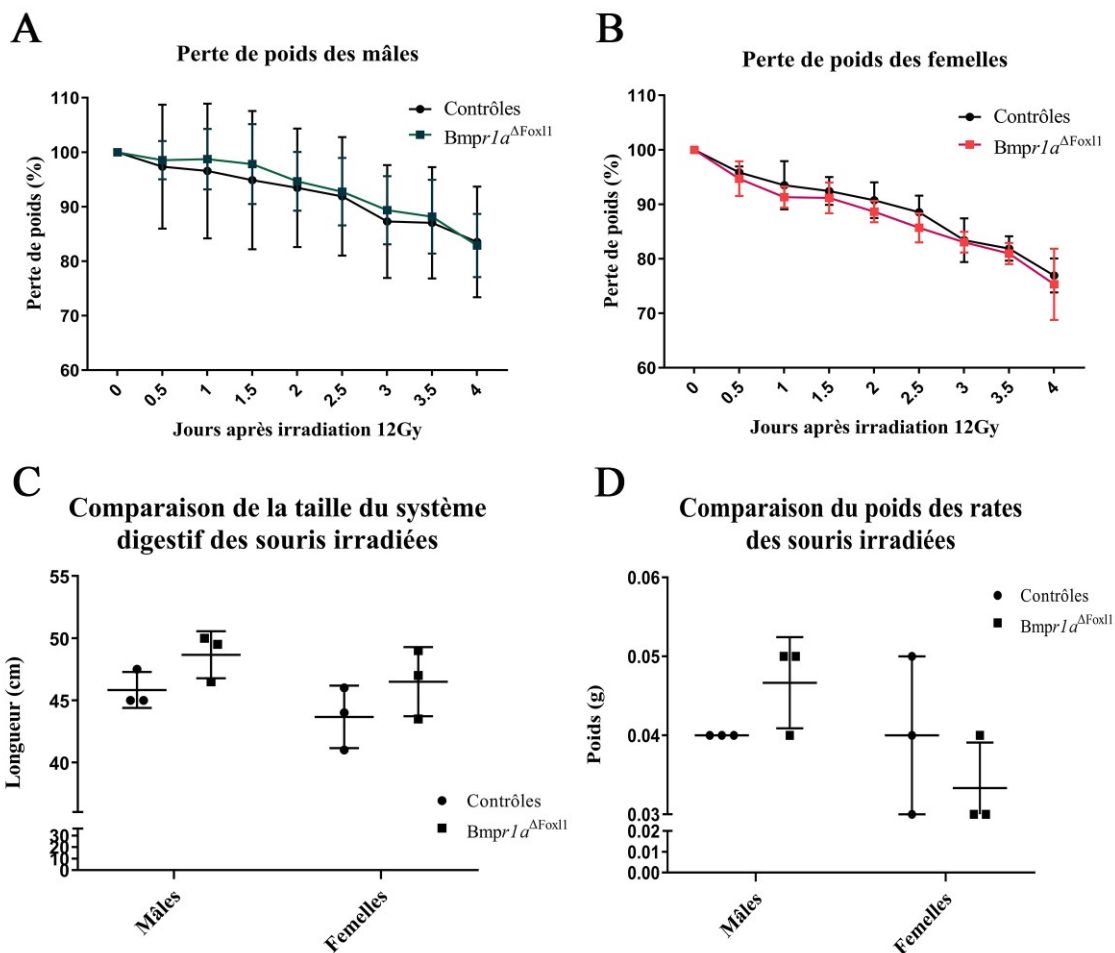 A
Perte de poids des mâles
110
100
90
80
70
60
Perte de poids (%)
Contrôles
Bmpr1a^ΔFoxl1
0 0.5 1 1.5 2 2.5 3 3.5 4
Jours après irradiation 12Gy
B
Perte de poids des femelles
110
100
90
80
70
60
Perte de poids (%)
Contrôles
Bmpr1a^ΔFoxl1
0 0.5 1 1.5 2 2.5 3 3.5 4
Jours après irradiation 12Gy
C
Comparaison de la taille du système
digestif des souris irradiées
55
50
45
40
30
20
10
0
Longueur (cm)
Contrôles
Bmpr1a^ΔFoxl1
Mâles Femelles
D
Comparaison du poids des rates
des souris irradiées
0.06
0.05
0.04
0.03
0.02
0.01
0.00
Poids (g)
Contrôles
Bmpr1a^ΔFoxl1
Mâles Femelles